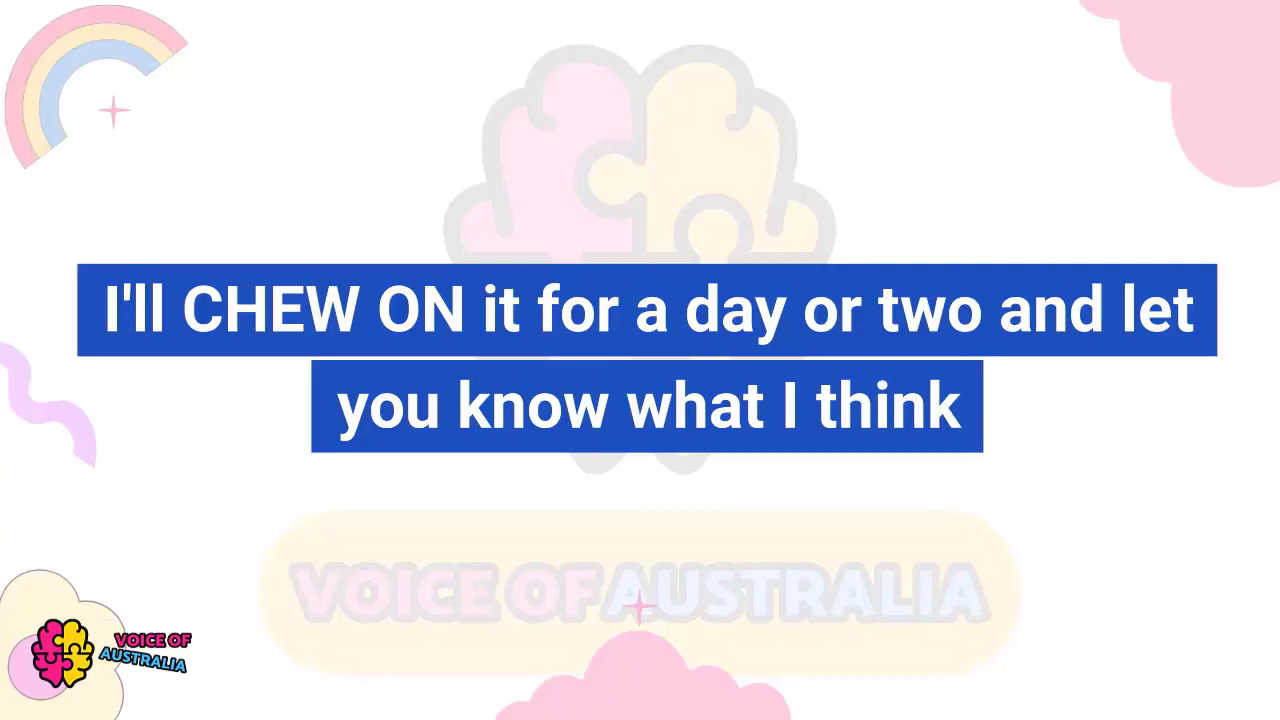 I'll CHEW ON it for a day or two and let
you know what I think
VOICE OF AUSTRALIA
VOICE OF
AUSTRALIA